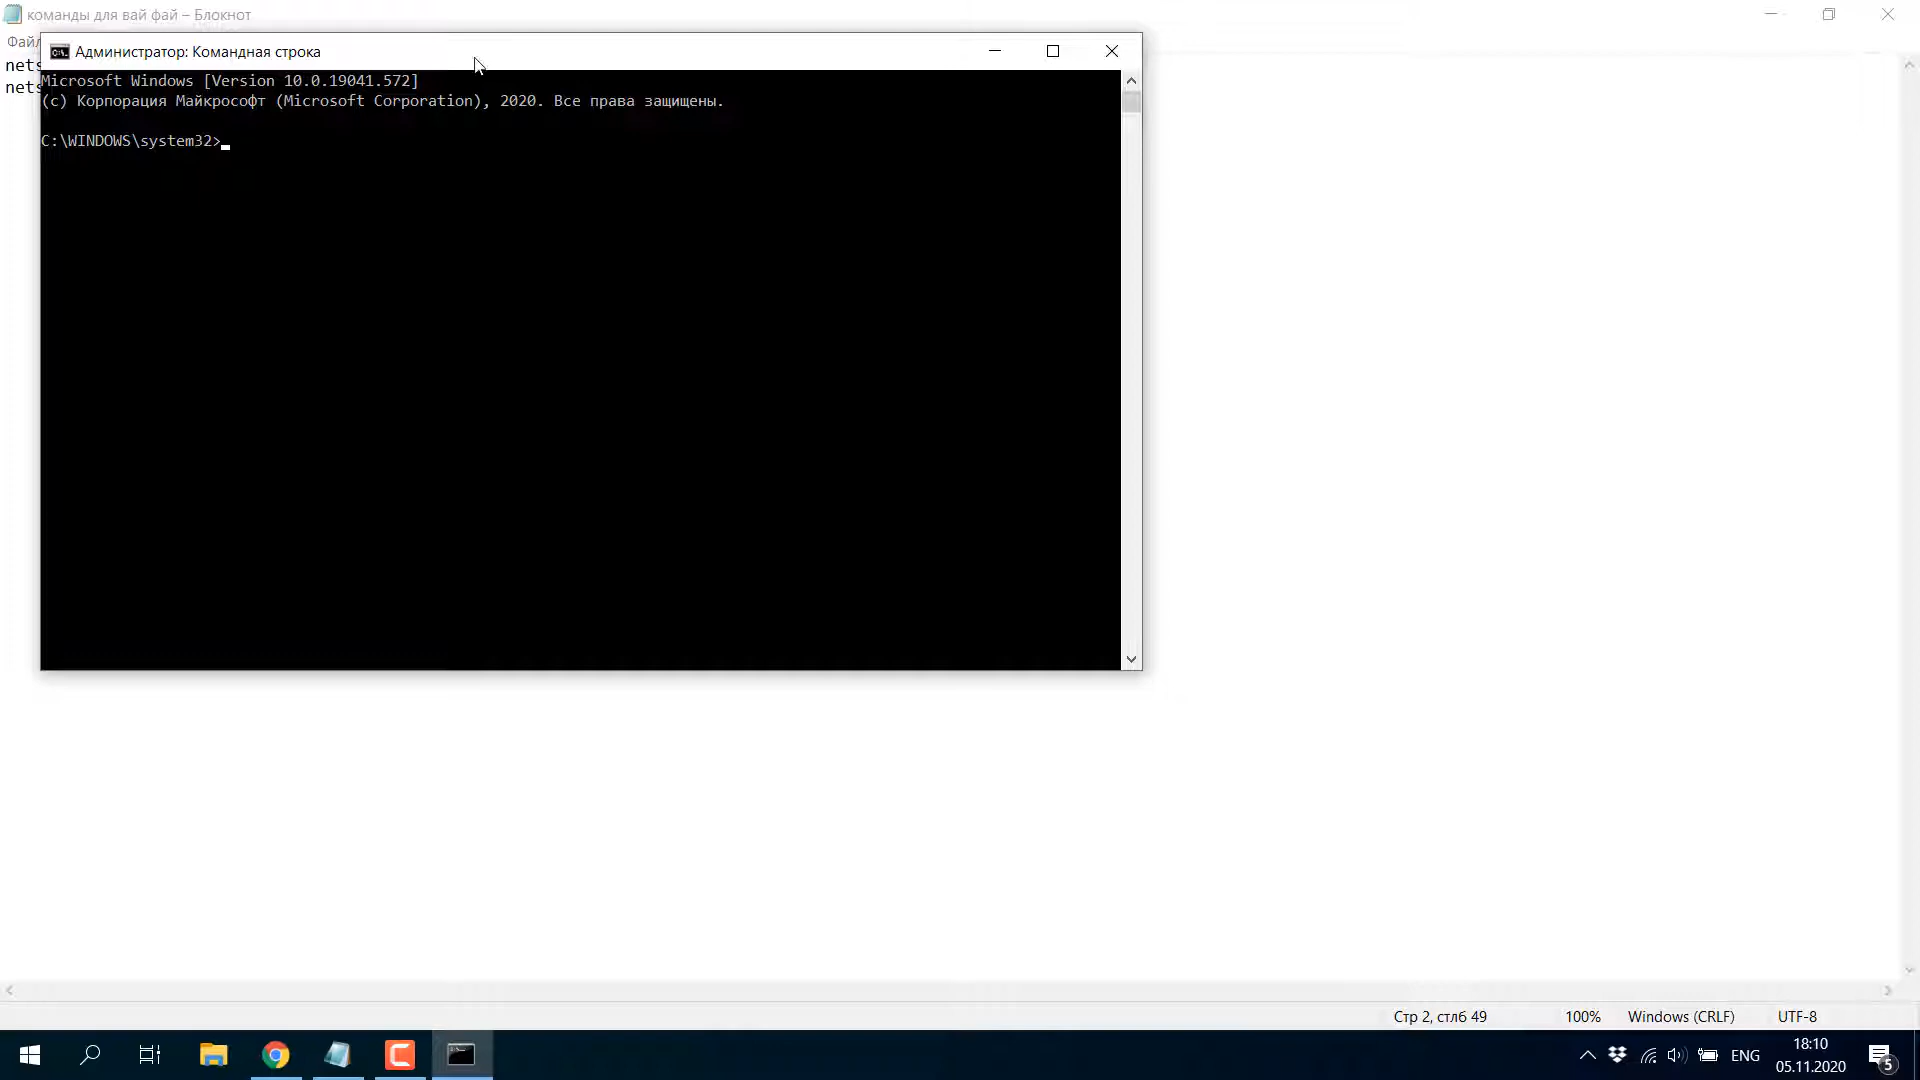 команды для вай фай – Блокнот
Файл
nets
nets
Администратор: Командная строка
Microsoft Windows [Version 10.0.19041.572]
(c) Корпорация Майкрософт (Microsoft Corporation), 2020. Все права защищены.
C:\WINDOWS\system32>
Стр 2, стлб 49
100%
Windows (CRLF)
UTF-8
ENG
18:10
05.11.2020
5